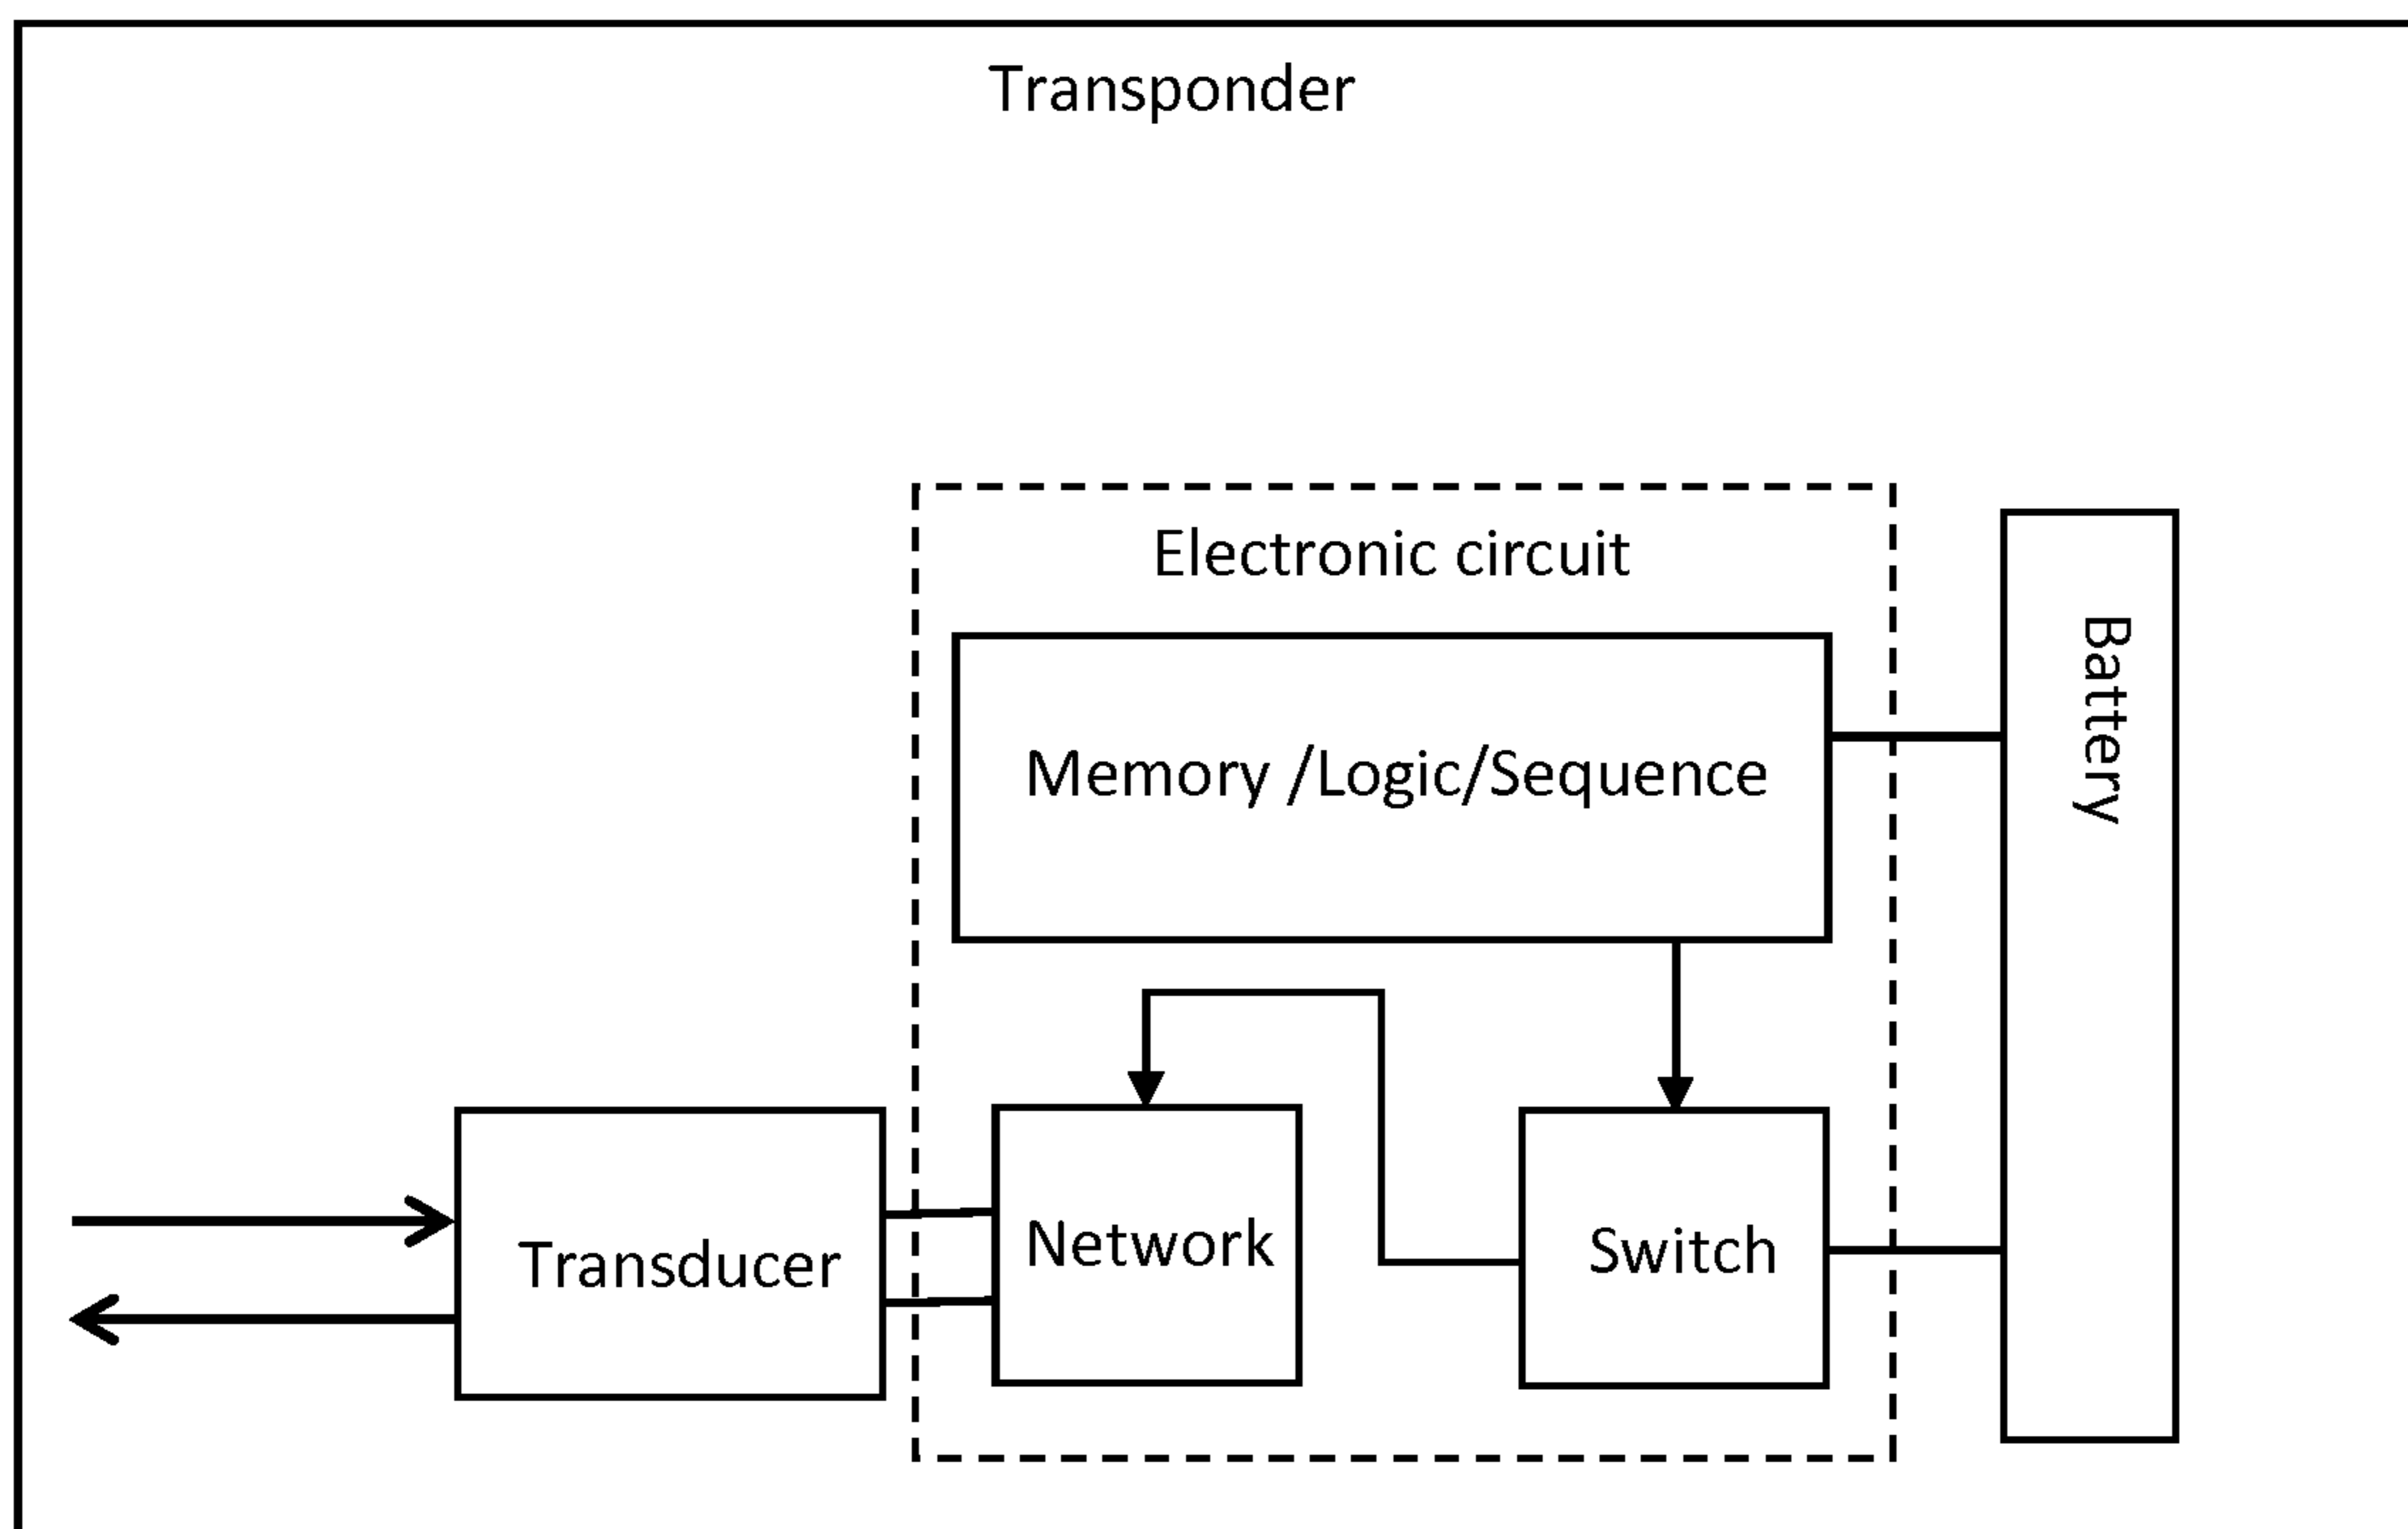 Transponder
Electronic circuit
Battery
Memory /Logic/Sequence
Transducer
Network
Switch